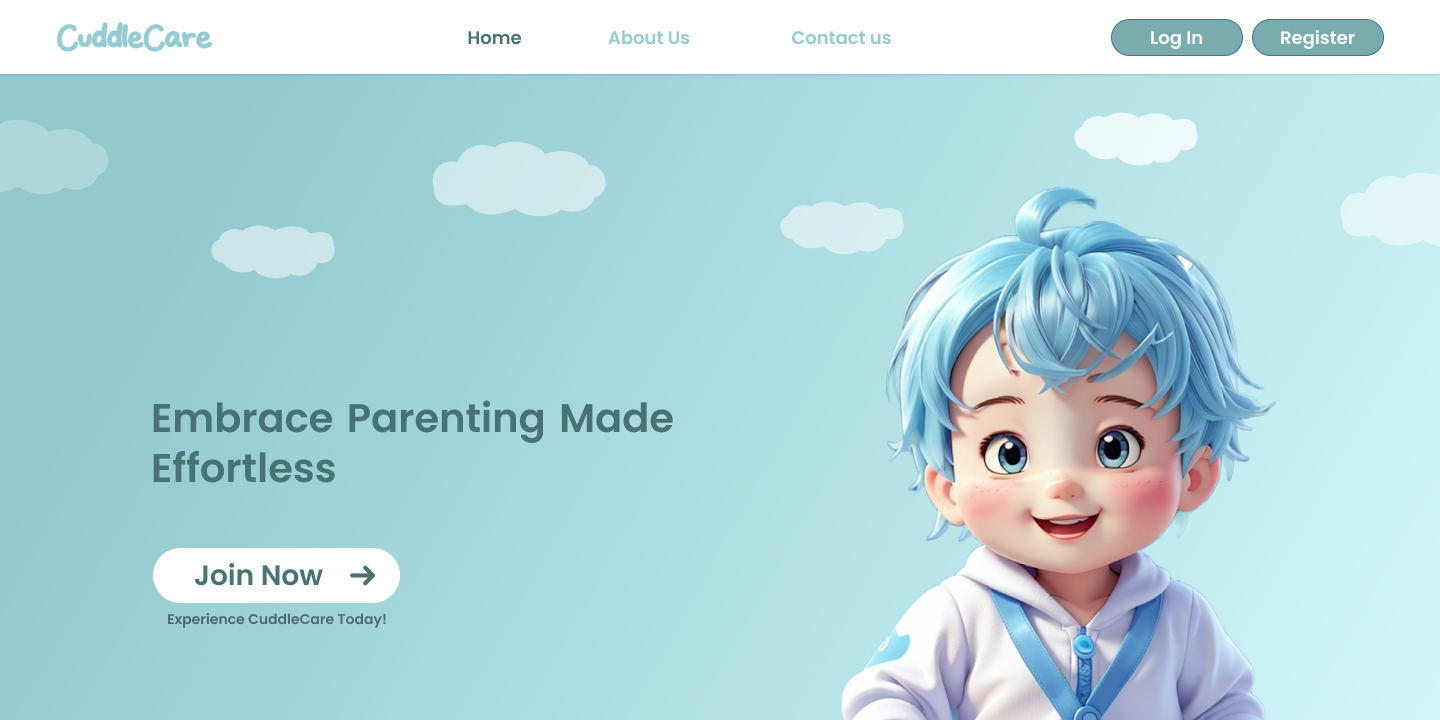 CuddleCare
Home
About Us
Contact us
Log In
Register
Embrace Parenting Made
Effortless
Join Now
Experience CuddleCare Today!